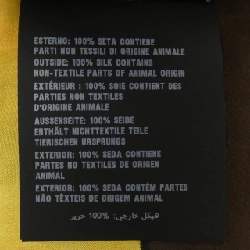 ESTERNO: 100% SETA CONTIENE
PARTI NON TESSILI DI ORIGINE ANIMALE
OUTSIDE: 100% SILK CONTAINS
NON-TEXTILE PARTS OF ANIMAL ORIGIN
EXTÉRIEUR : 100% SOIE CONTIENT DES
PARTIES NON TEXTILES
D'ORIGINE ANIMALE
AUSSENSEITE: 100% SEIDE
ENTHÄLT NICHTTEXTILE TEILE
TIERISCHEN URSPRUNGS
EXTERIOR: 100% SEDA CONTIENE
PARTES NO TEXTILES DE ORIGEN
ANIMAL
EXTERIOR: 100% SEDA CONTÉM PARTES
NÃO TÊXTEIS DE ORIGEM ANIMAL
هيكل خارجي: 100% حرير